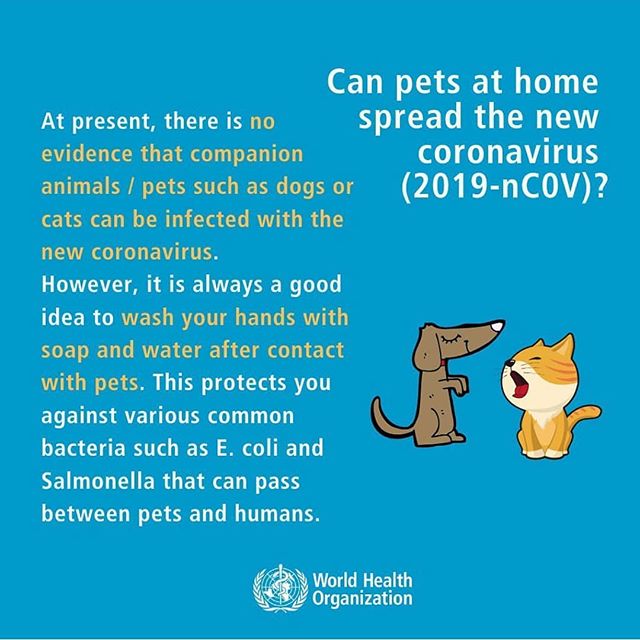 Can pets at home
spread the new
coronavirus
(2019-nC0V)?
At present, there is no
evidence that companion
animals / pets such as dogs or
cats can be infected with the
new coronavirus.
However, it is always a good
idea to wash your hands with
soap and water after contact
with pets. This protects you
against various common
bacteria such as E. coli and
Salmonella that can pass
between pets and humans.
World Health
Organization